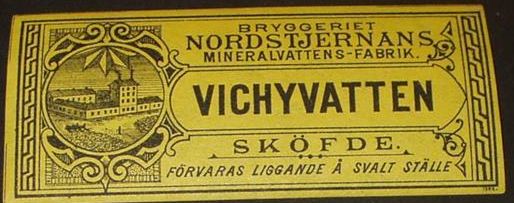 BRYGGERIET
NORDSTJERNANS
MINERALVATTENS-FABRIK.
VICHYVATTEN
SKÖFDE.
FÖRVARAS LIGGANDE Å SVALT STÄLLE